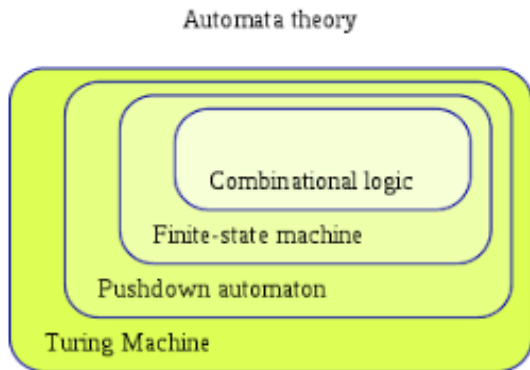 Automata theory
Combinational logic
Finite-state machine
Pushdown automaton
Turing Machine